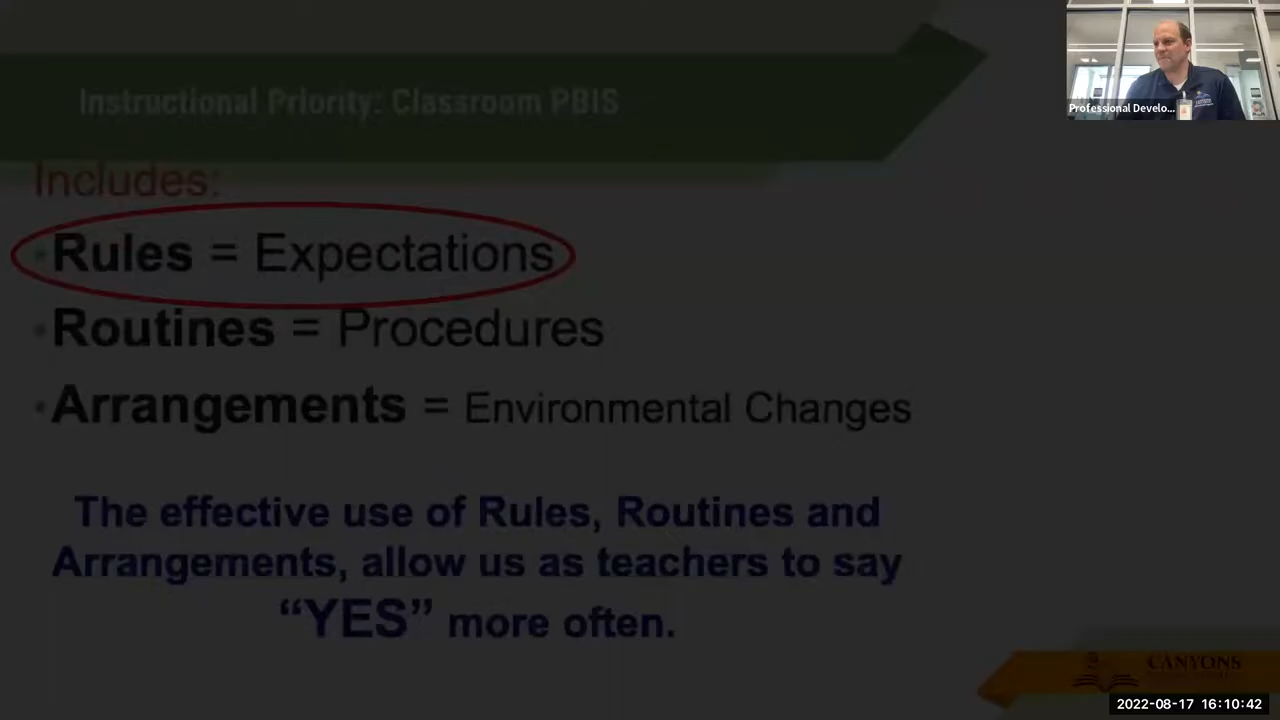 Instructional Priority: Classroom PBIS
Professional Develo...
Includes:
•Rules = Expectations
•Routines = Procedures
•Arrangements = Environmental Changes
The effective use of Rules, Routines and
Arrangements, allow us as teachers to say
“YES” more often.
CANYONS
2022-08-17 16:10:42